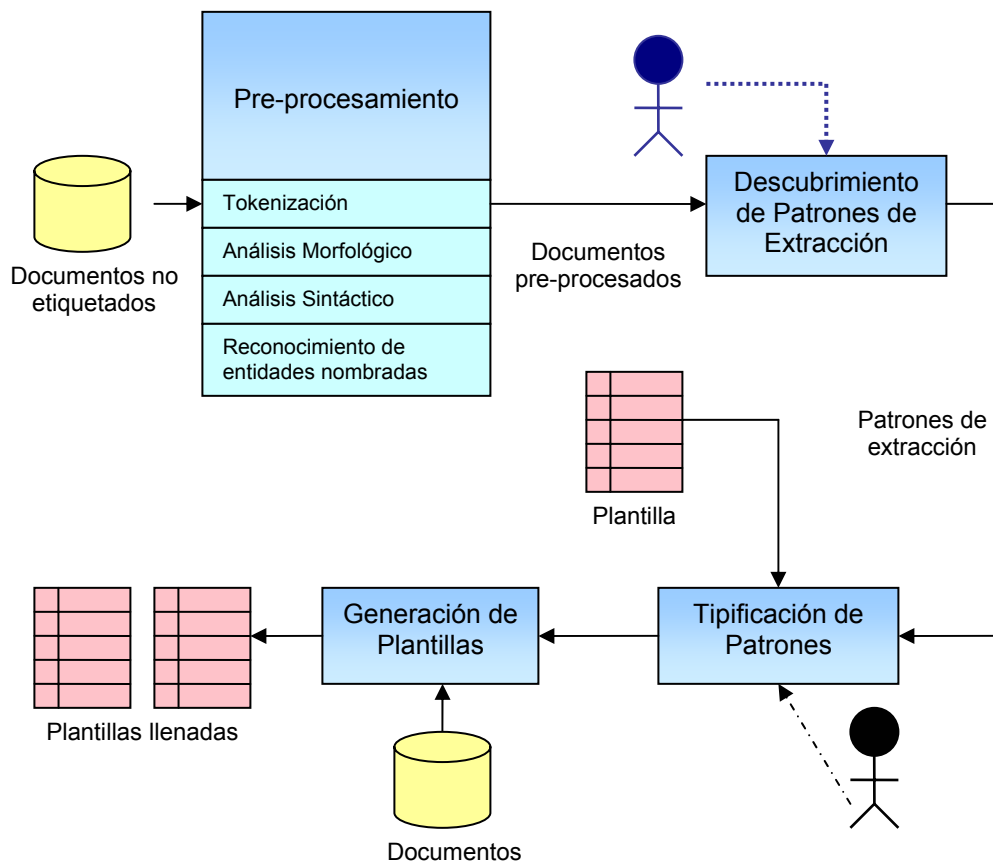 Pre-procesamiento
Tokenización
Análisis Morfológico
Análisis Sintáctico
Reconocimiento de
entidades nombradas
Documentos no
etiquetados
Documentos
pre-procesados
Descubrimiento
de Patrones de
Extracción
Patrones de
extracción
Plantilla
Tipificación de
Patrones
Generación de
Plantillas
Plantillas llenadas
Documentos